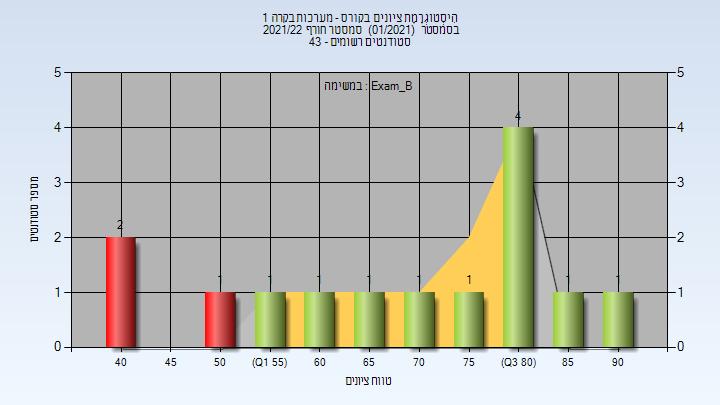 היסטוגרמת ציונים בקורס - מערכות בקרה 1
בסמסטר (01/2021) סמסטר חורף 2021/22
סטודנטים רשומים - 43
במשימה : Exam_B
5 5
4 4
3 3
2 2
1 1
0 0
2 1 1 1 1 1 1 4 1 1
מספר סטודנטים
40 45 50 (Q1 55) 60 65 70 75 (Q3 80) 85 90
טווח ציונים